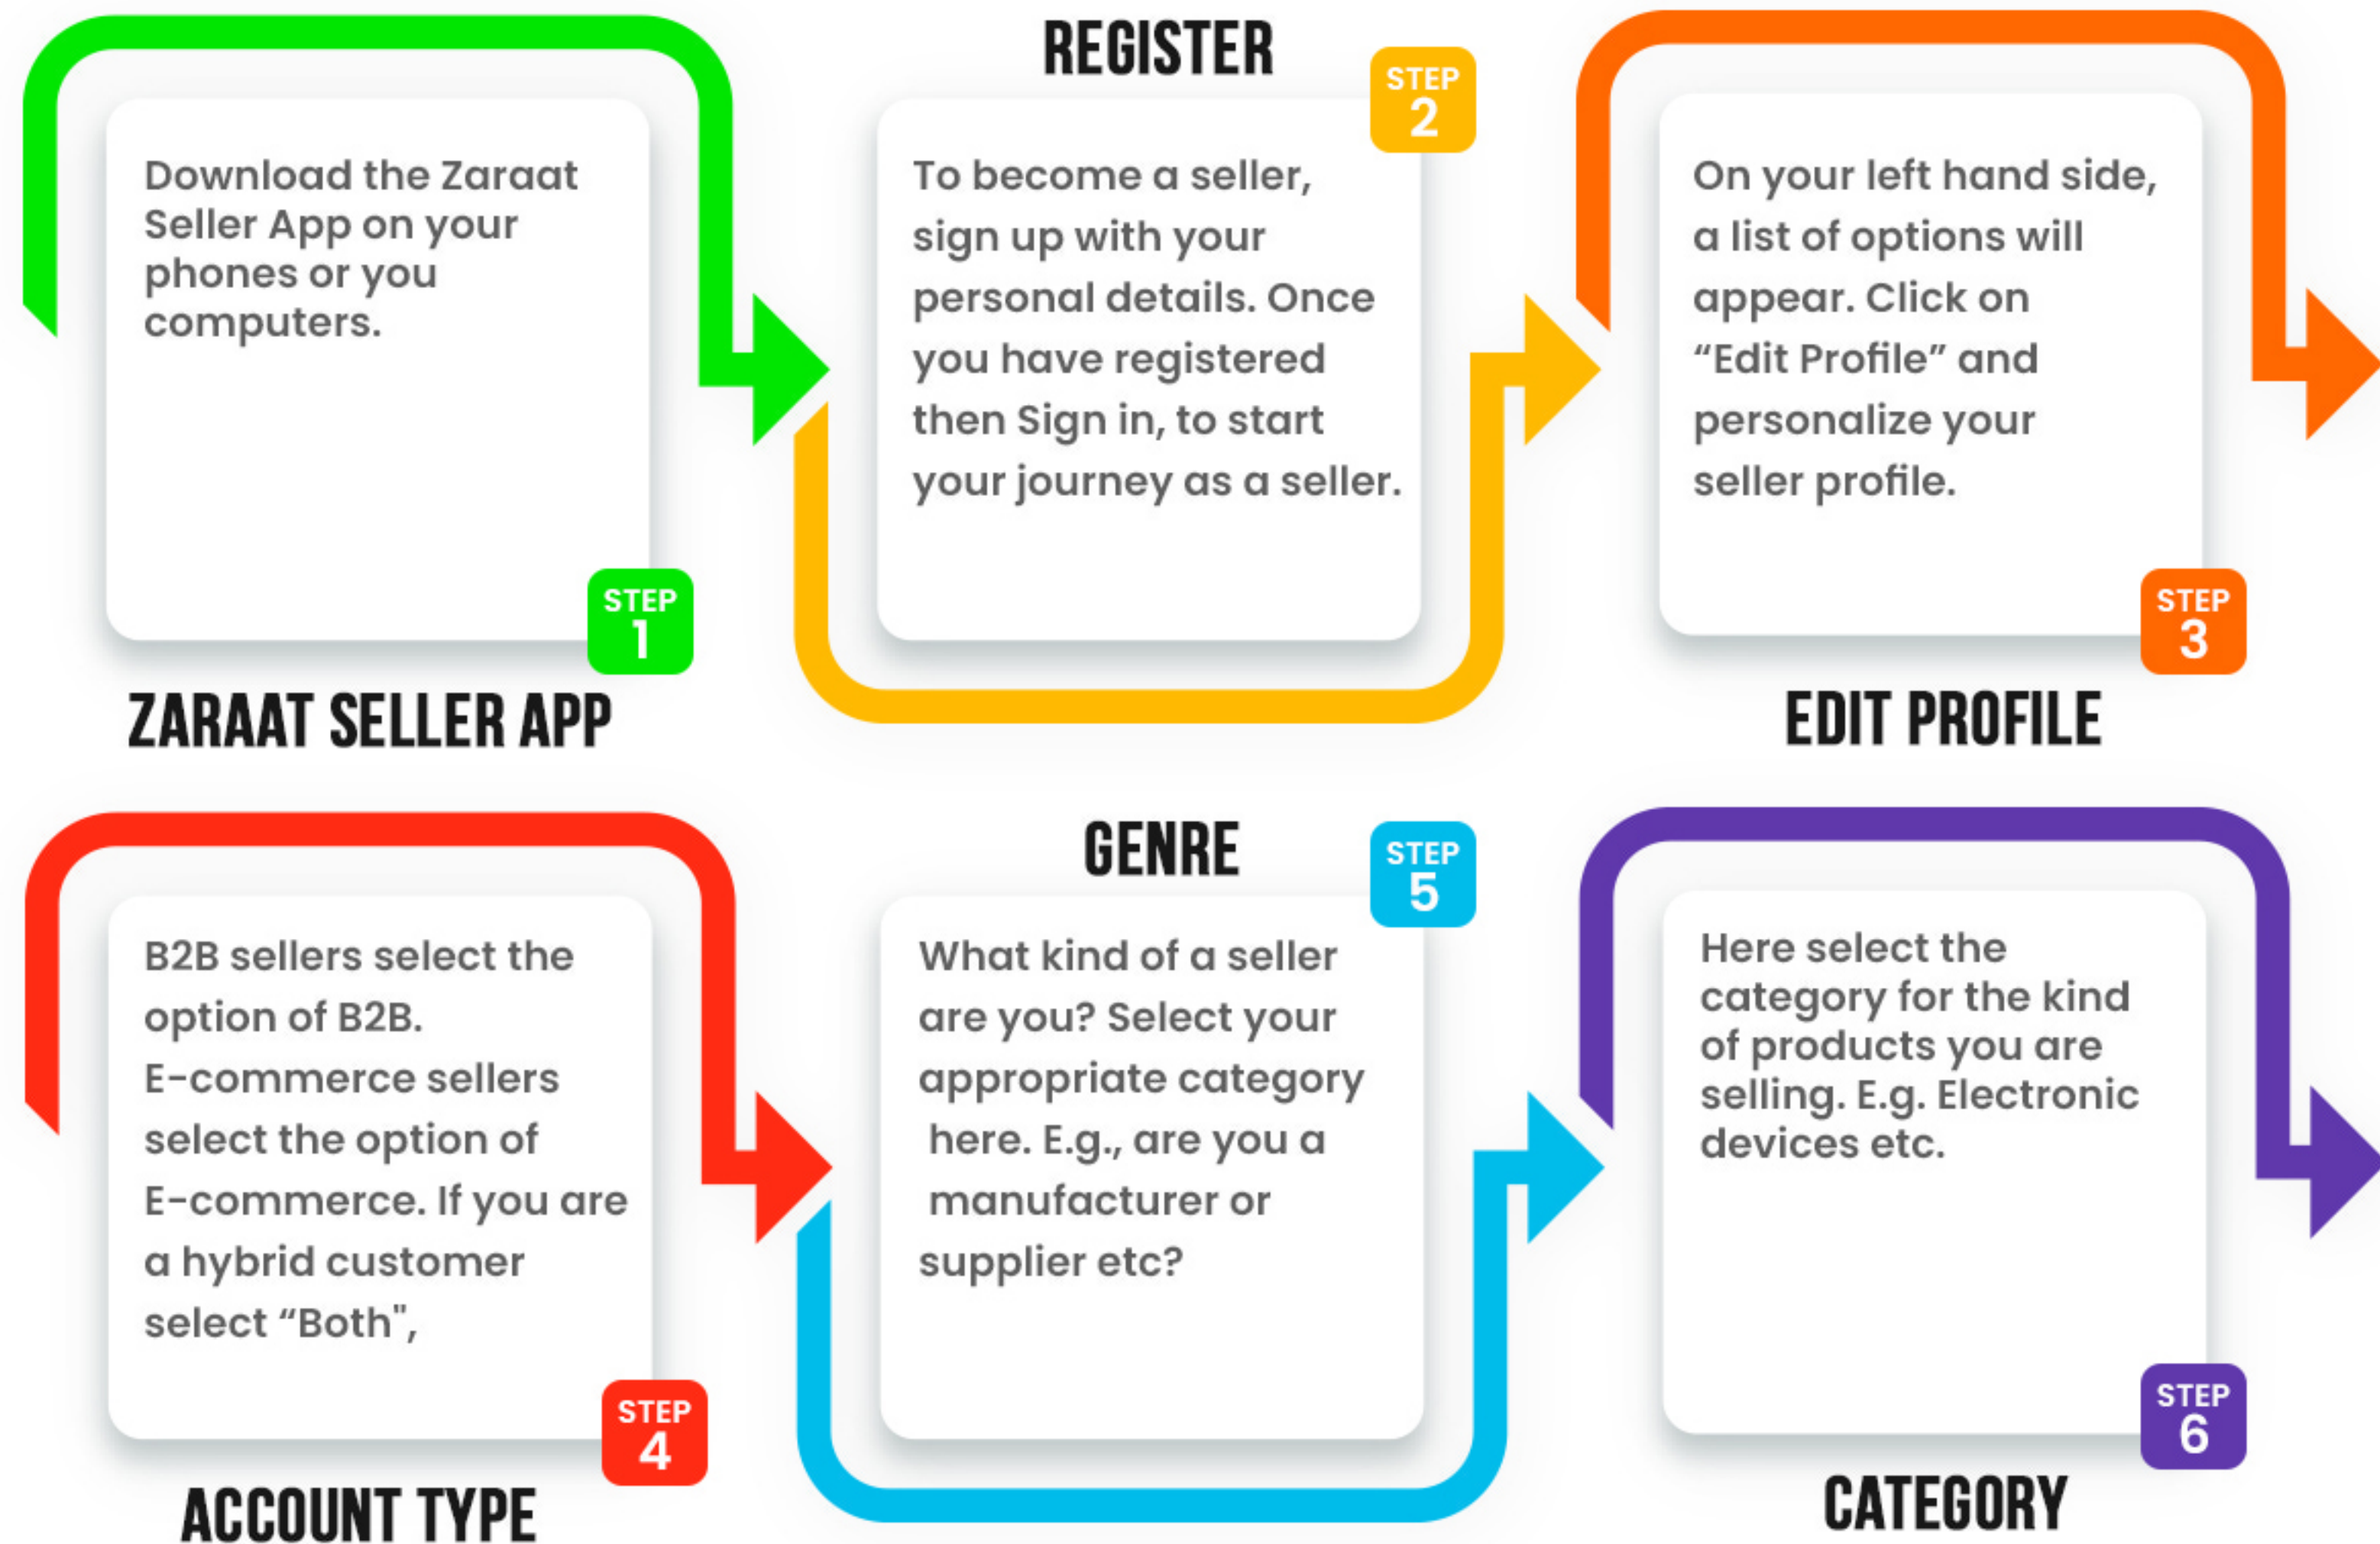 Download the Zaraat
Seller App on your
phones or you
computers.
STEP
1
ZARAAT SELLER APP
REGISTER
STEP
2
To become a seller,
sign up with your
personal details. Once
you have registered
then Sign in, to start
your journey as a seller.
On your left hand side,
a list of options will
appear. Click on
“Edit Profile” and
personalize your
seller profile.
STEP
3
EDIT PROFILE
B2B sellers select the
option of B2B.
E-commerce sellers
select the option of
E-commerce. If you are
a hybrid customer
select “Both",
STEP
4
ACCOUNT TYPE
GENRE
STEP
5
What kind of a seller
are you? Select your
appropriate category
here. E.g., are you a
manufacturer or
supplier etc?
Here select the
category for the kind
of products you are
selling. E.g. Electronic
devices etc.
STEP
6
CATEGORY